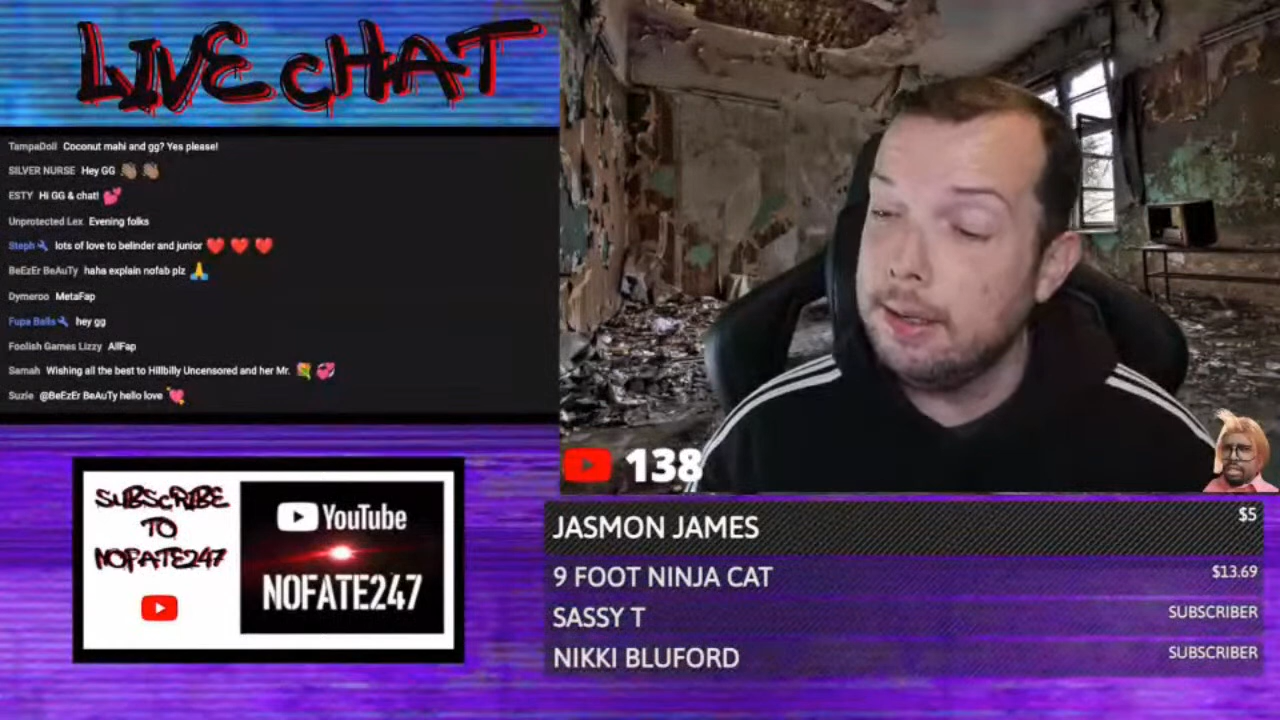 LIVE CHAT
TampaDoll Coconut mahi and gg? Yes please!
SILVER NURSE Hey GG
ESTY Hi GG & chat!
Unprotected Lex Evening folks
Steph lots of love to belinder and junior
BeEzEr BeAuTy haha explain nofab plz
Dymeroo MetaFap
Fupa Balls hey gg
Foolish Games Lizzy AllFap
Samah Wishing all the best to Hillbilly Uncensored and her Mr.
Suzie @BeEzEr BeAuTy hello love
138
SUBSCRIBE
TO
NOFATE247
YouTube
NOFATE247
JASMON JAMES $5
9 FOOT NINJA CAT $13.69
SASSY T SUBSCRIBER
NIKKI BLUFORD SUBSCRIBER